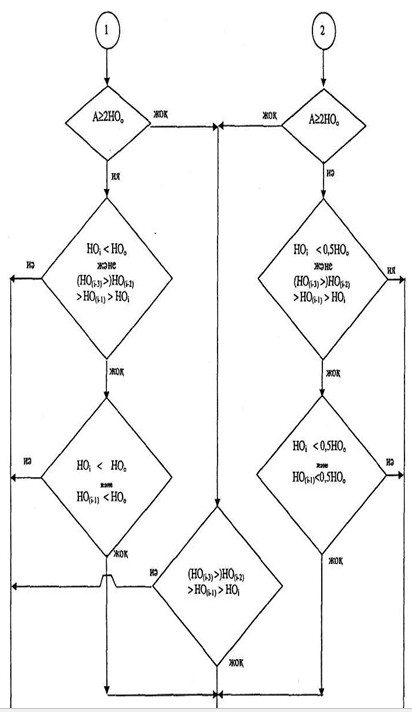 1
2
A≥2HO₀
жоқ
жоқ
A≥2HO₀
иә
иә
HOᵢ < HO₀
және
(HO(i-3)>)HO(i-2)
>HO(i-1) > HOᵢ
иә
HOᵢ < 0,5HO₀
және
(HO(i-3)>)HO(i-2)
>HO(i-1) > HOᵢ
иә
жоқ
жоқ
HOᵢ < HO₀
және
HO(i-1) < HO₀
иә
HOᵢ < 0,5HO₀
және
HO(i-1)<0,5HO₀
иә
жоқ
жоқ
(HO(i-3)>)HO(i-2)
>HO(i-1) > HOᵢ
иә
жоқ